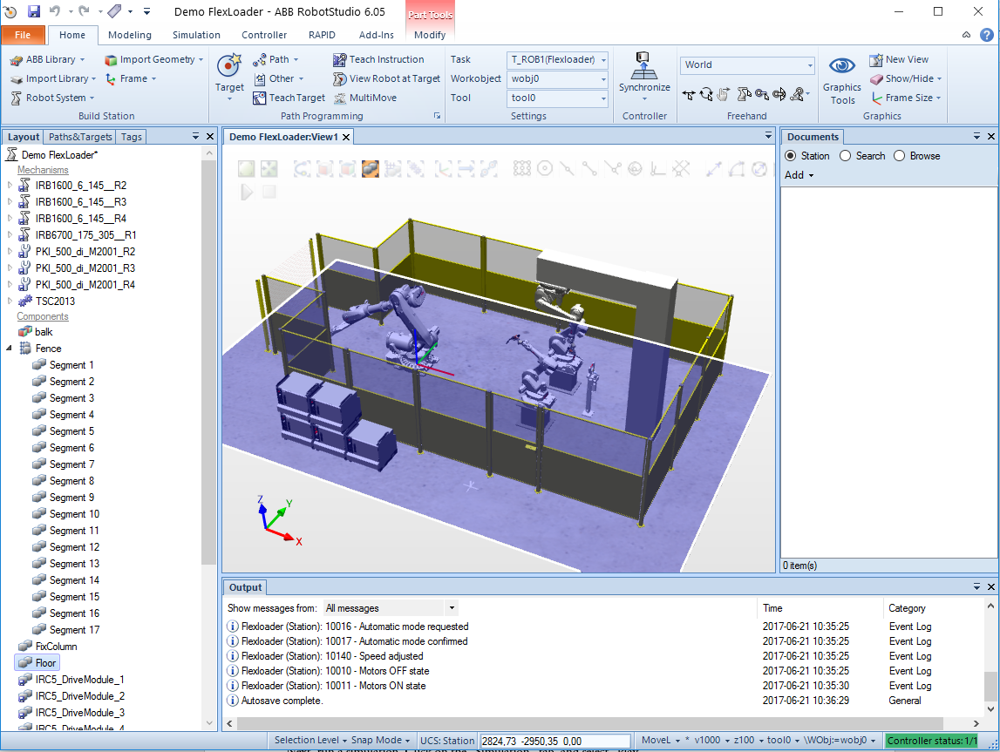 Demo FlexLoader - ABB RobotStudio 6.05
Part Tools
File Home Modeling Simulation Controller RAPID Add-Ins Modify
ABB Library Import Geometry
Import Library Frame
Robot System
Build Station
Target
Path Teach Instruction
Other View Robot at Target
Teach Target MultiMove
Path Programming
Task T_ROB1(Flexloader)
Workobject wobj0
Tool tool0
Settings
Synchronize
Controller
World
Freehand
Graphics
Tools
New View
Show/Hide
Frame Size
Graphics
Layout Paths&Targets Tags
Demo FlexLoader*
Mechanisms
IRB1600_6_145__R2
IRB1600_6_145__R3
IRB1600_6_145__R4
IRB6700_175_305__R1
PKI_500_di_M2001_R2
PKI_500_di_M2001_R3
PKI_500_di_M2001_R4
TSC2013
Components
balk
Fence
Segment 1
Segment 2
Segment 3
Segment 4
Segment 5
Segment 6
Segment 7
Segment 8
Segment 9
Segment 10
Segment 11
Segment 12
Segment 13
Segment 14
Segment 15
Segment 16
Segment 17
FixColumn
Floor
IRC5_DriveModule_1
IRC5_DriveModule_2
IRC5_DriveModule_3
IRC5_DriveModule_4
Demo FlexLoader:View1
Z
Y
X
Documents
Station Search Browse
Add
0 item(s)
Output
Show messages from: All messages Time Category
Flexloader (Station): 10016 - Automatic mode requested 2017-06-21 10:35:25 Event Log
Flexloader (Station): 10017 - Automatic mode confirmed 2017-06-21 10:35:25 Event Log
Flexloader (Station): 10140 - Speed adjusted 2017-06-21 10:35:25 Event Log
Flexloader (Station): 10010 - Motors OFF state 2017-06-21 10:35:25 Event Log
Flexloader (Station): 10011 - Motors ON state 2017-06-21 10:35:30 Event Log
Autosave complete. 2017-06-21 10:36:29 General
Selection Level Snap Mode UCS: Station 2824,73 -2950,35 0,00 MoveL * v1000 z100 tool0 \WObj:=wobj0 Controller status: 1/1